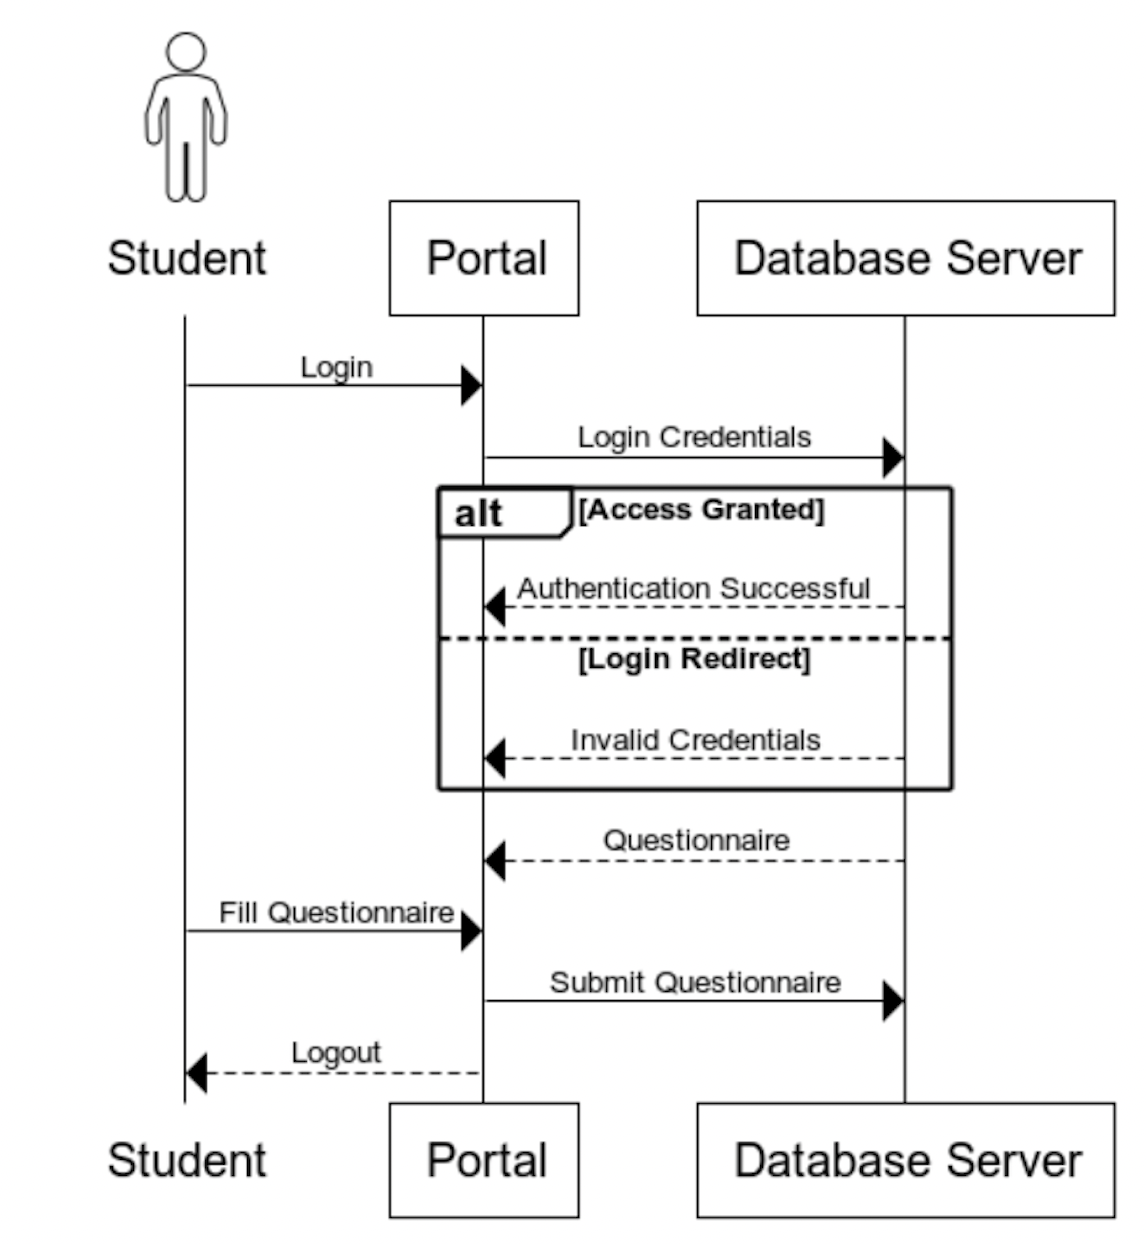 Student
Portal
Database Server
Login
Login Credentials
alt
[Access Granted]
Authentication Successful
[Login Redirect]
Invalid Credentials
Questionnaire
Fill Questionnaire
Submit Questionnaire
Logout
Student
Portal
Database Server